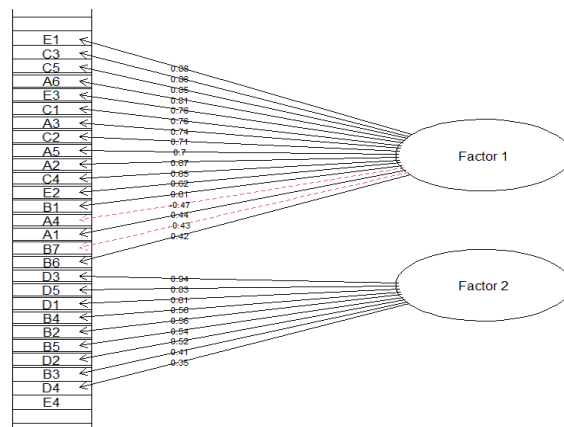 E1
C3
C5
A6
E3
C1
A3
C2
A5
A2
C4
E2
B1
A4
A1
B7
B6
D3
D5
D1
B4
B2
B5
D2
B3
D4
E4
0.88
0.86
0.85
0.81
0.76
0.76
0.74
0.71
0.7
0.67
0.65
0.62
0.61
-0.47
0.44
-0.43
0.42
0.94
0.83
0.56
0.54
0.52
0.41
0.35
Factor 1
Factor 2